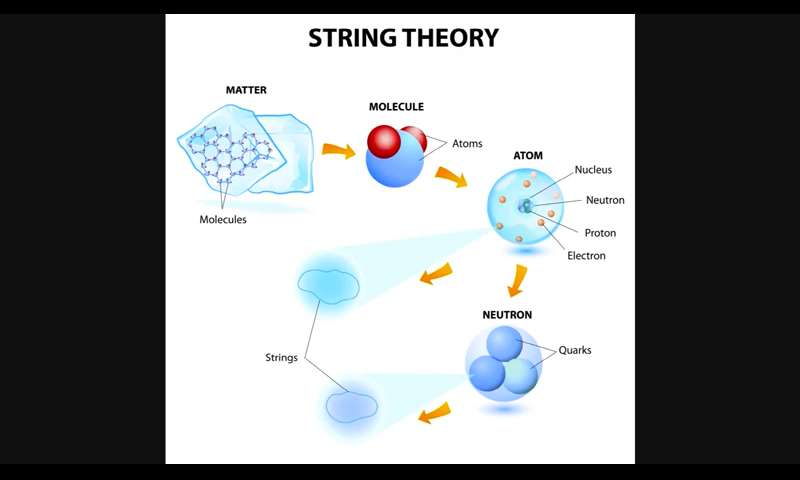 STRING THEORY
MATTER
MOLECULE
Atoms
ATOM
Nucleus
Neutron
Proton
Electron
Molecules
NEUTRON
Quarks
Strings